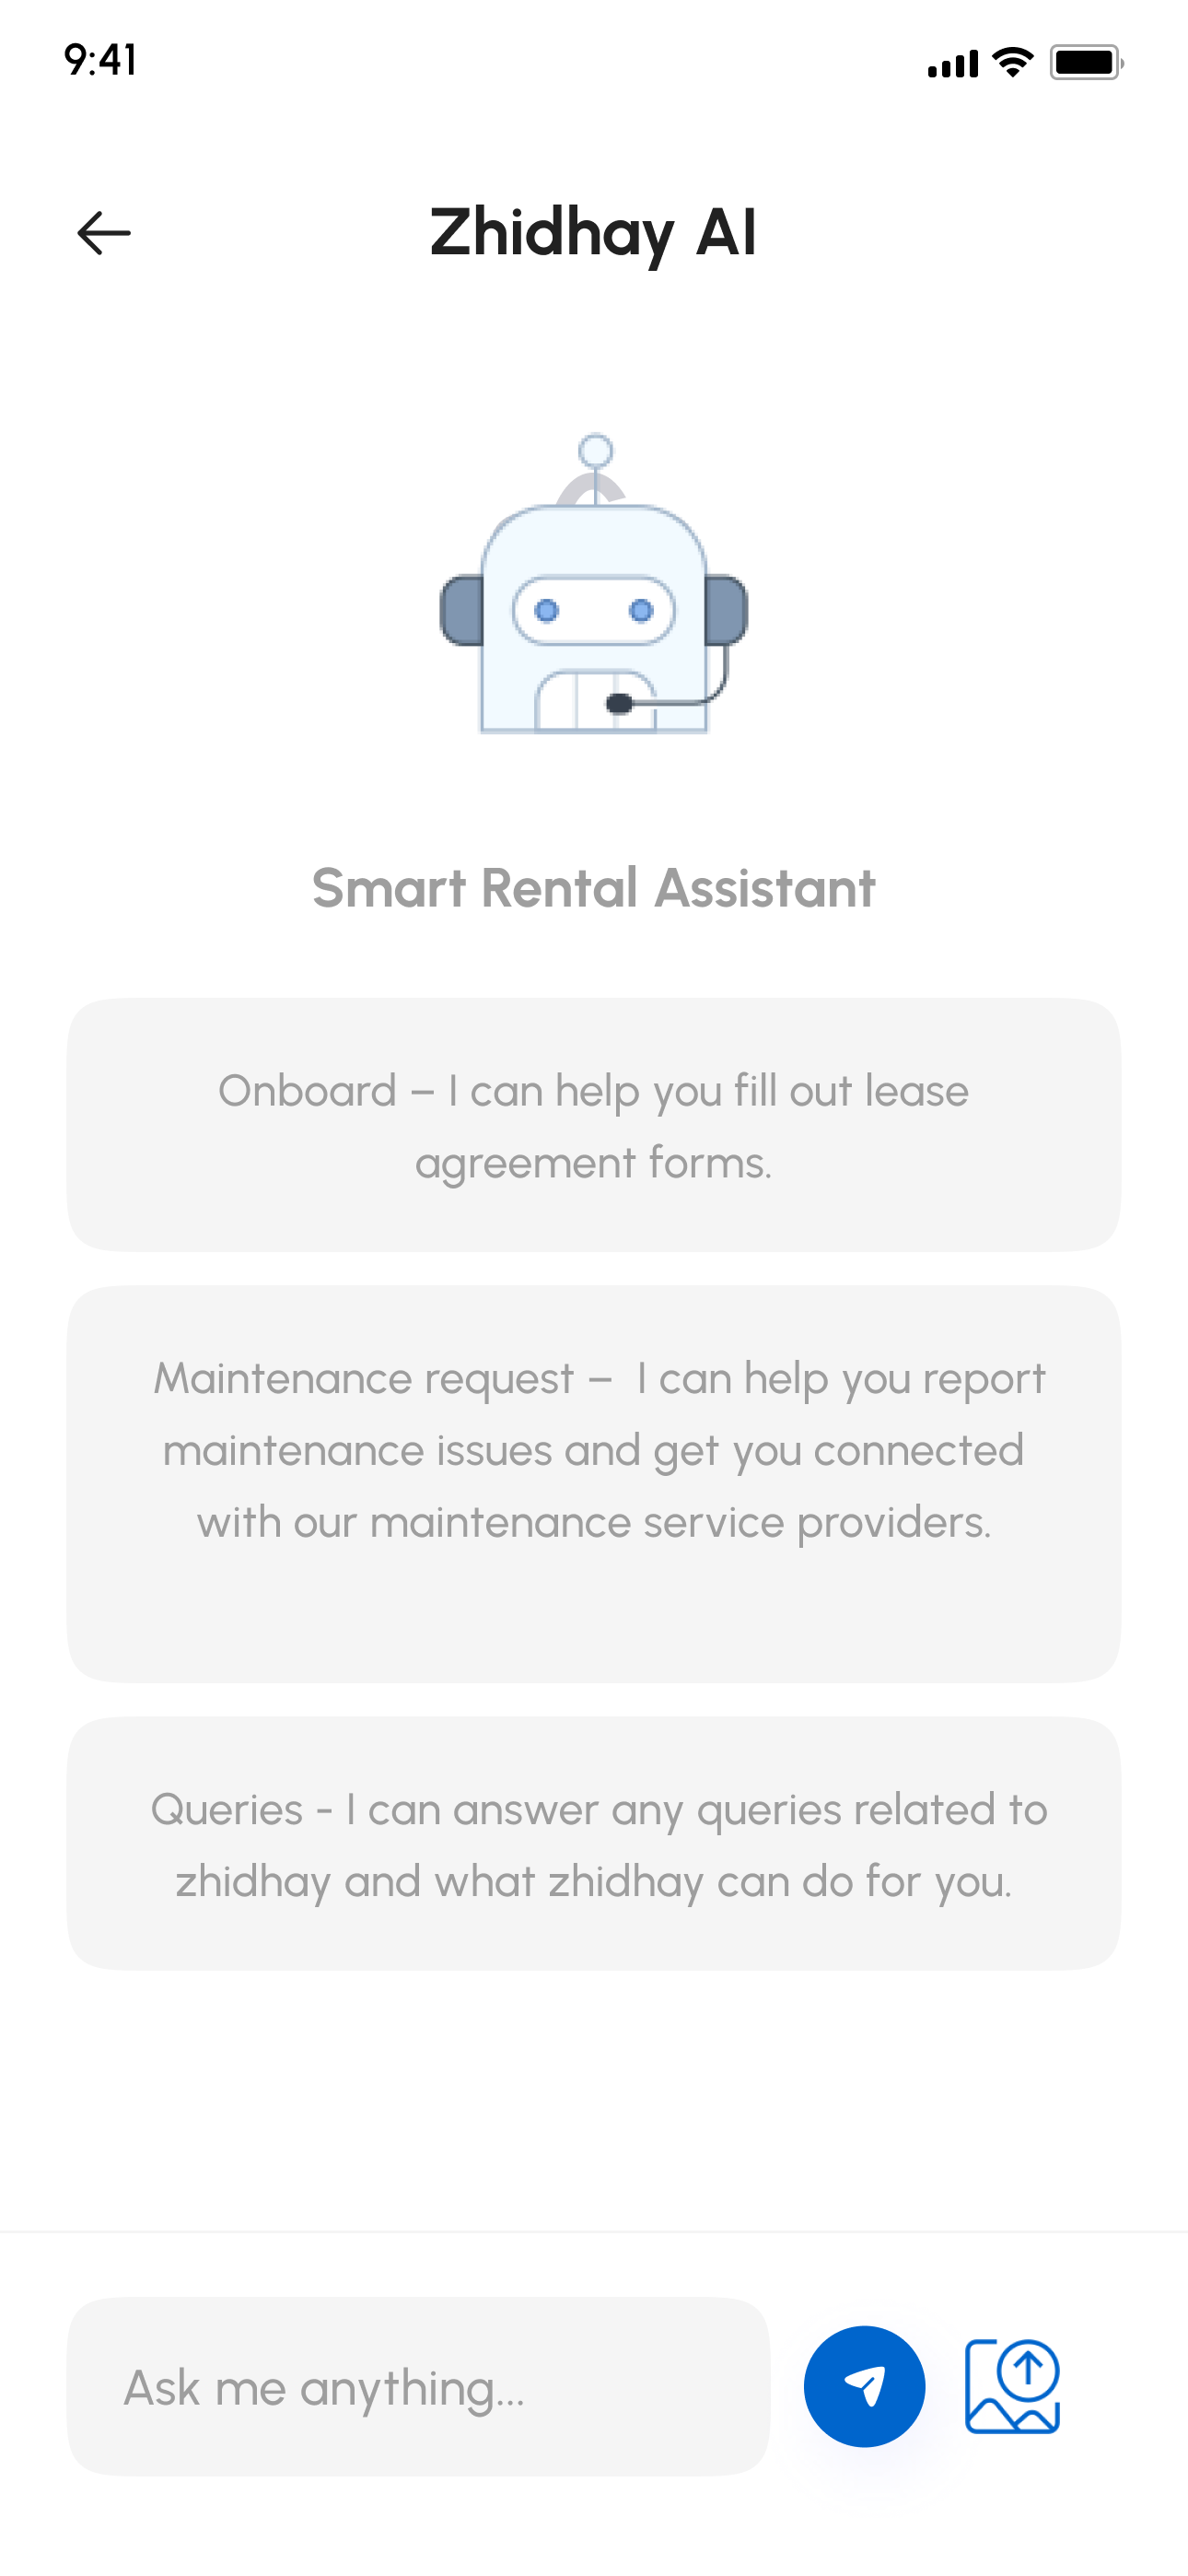 9:41
Zhidhay AI
Smart Rental Assistant
Onboard – I can help you fill out lease
agreement forms.
Maintenance request –  I can help you report
maintenance issues and get you connected
with our maintenance service providers.
Queries - I can answer any queries related to
zhidhay and what zhidhay can do for you.
Ask me anything...